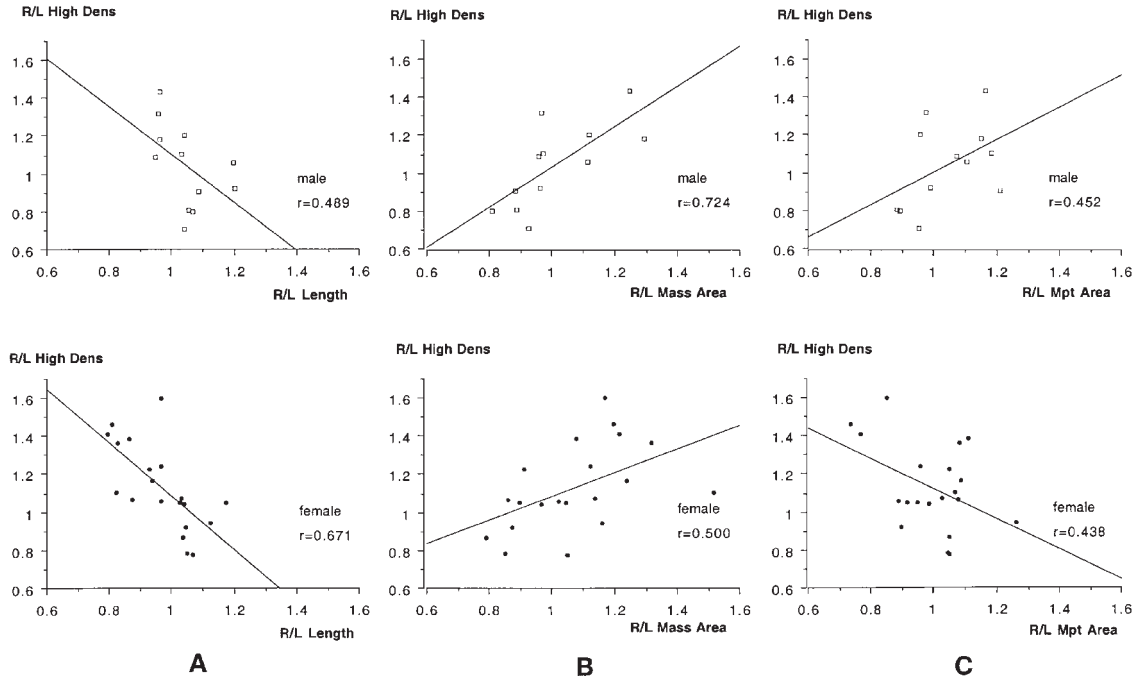 R/L High Dens
1.6
1.4
1.2
1
0.8
0.6
0.6 0.8 1 1.2 1.4 1.6
male
r=0.489
R/L Length
R/L High Dens
1.6
1.4
1.2
1
0.8
0.6
0.6 0.8 1 1.2 1.4 1.6
male
r=0.724
R/L Mass Area
R/L High Dens
1.6
1.4
1.2
1
0.8
0.6
0.6 0.8 1 1.2 1.4 1.6
male
r=0.452
R/L Mpt Area
R/L High Dens
1.6
1.4
1.2
1
0.8
0.6
0.6 0.8 1 1.2 1.4 1.6
female
r=0.671
R/L Length
R/L High Dens
1.6
1.4
1.2
1
0.8
0.6
0.6 0.8 1 1.2 1.4 1.6
female
r=0.500
R/L Mass Area
R/L High Dens
1.6
1.4
1.2
1
0.8
0.6
0.6 0.8 1 1.2 1.4 1.6
female
r=0.438
R/L Mpt Area
A B C